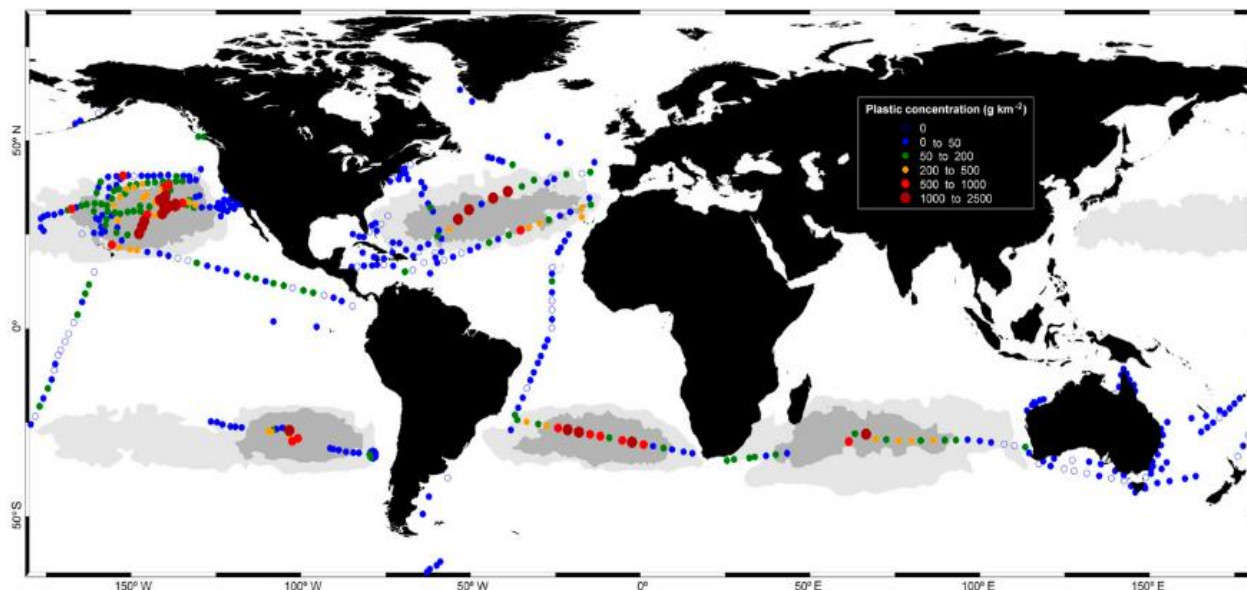 Plastic concentration (g km-2)
0
0 to 50
50 to 200
200 to 500
500 to 1000
1000 to 2500
50° N
0°
50°S
150° W
100° W
50° W
0°
50° E
100° E
150° E